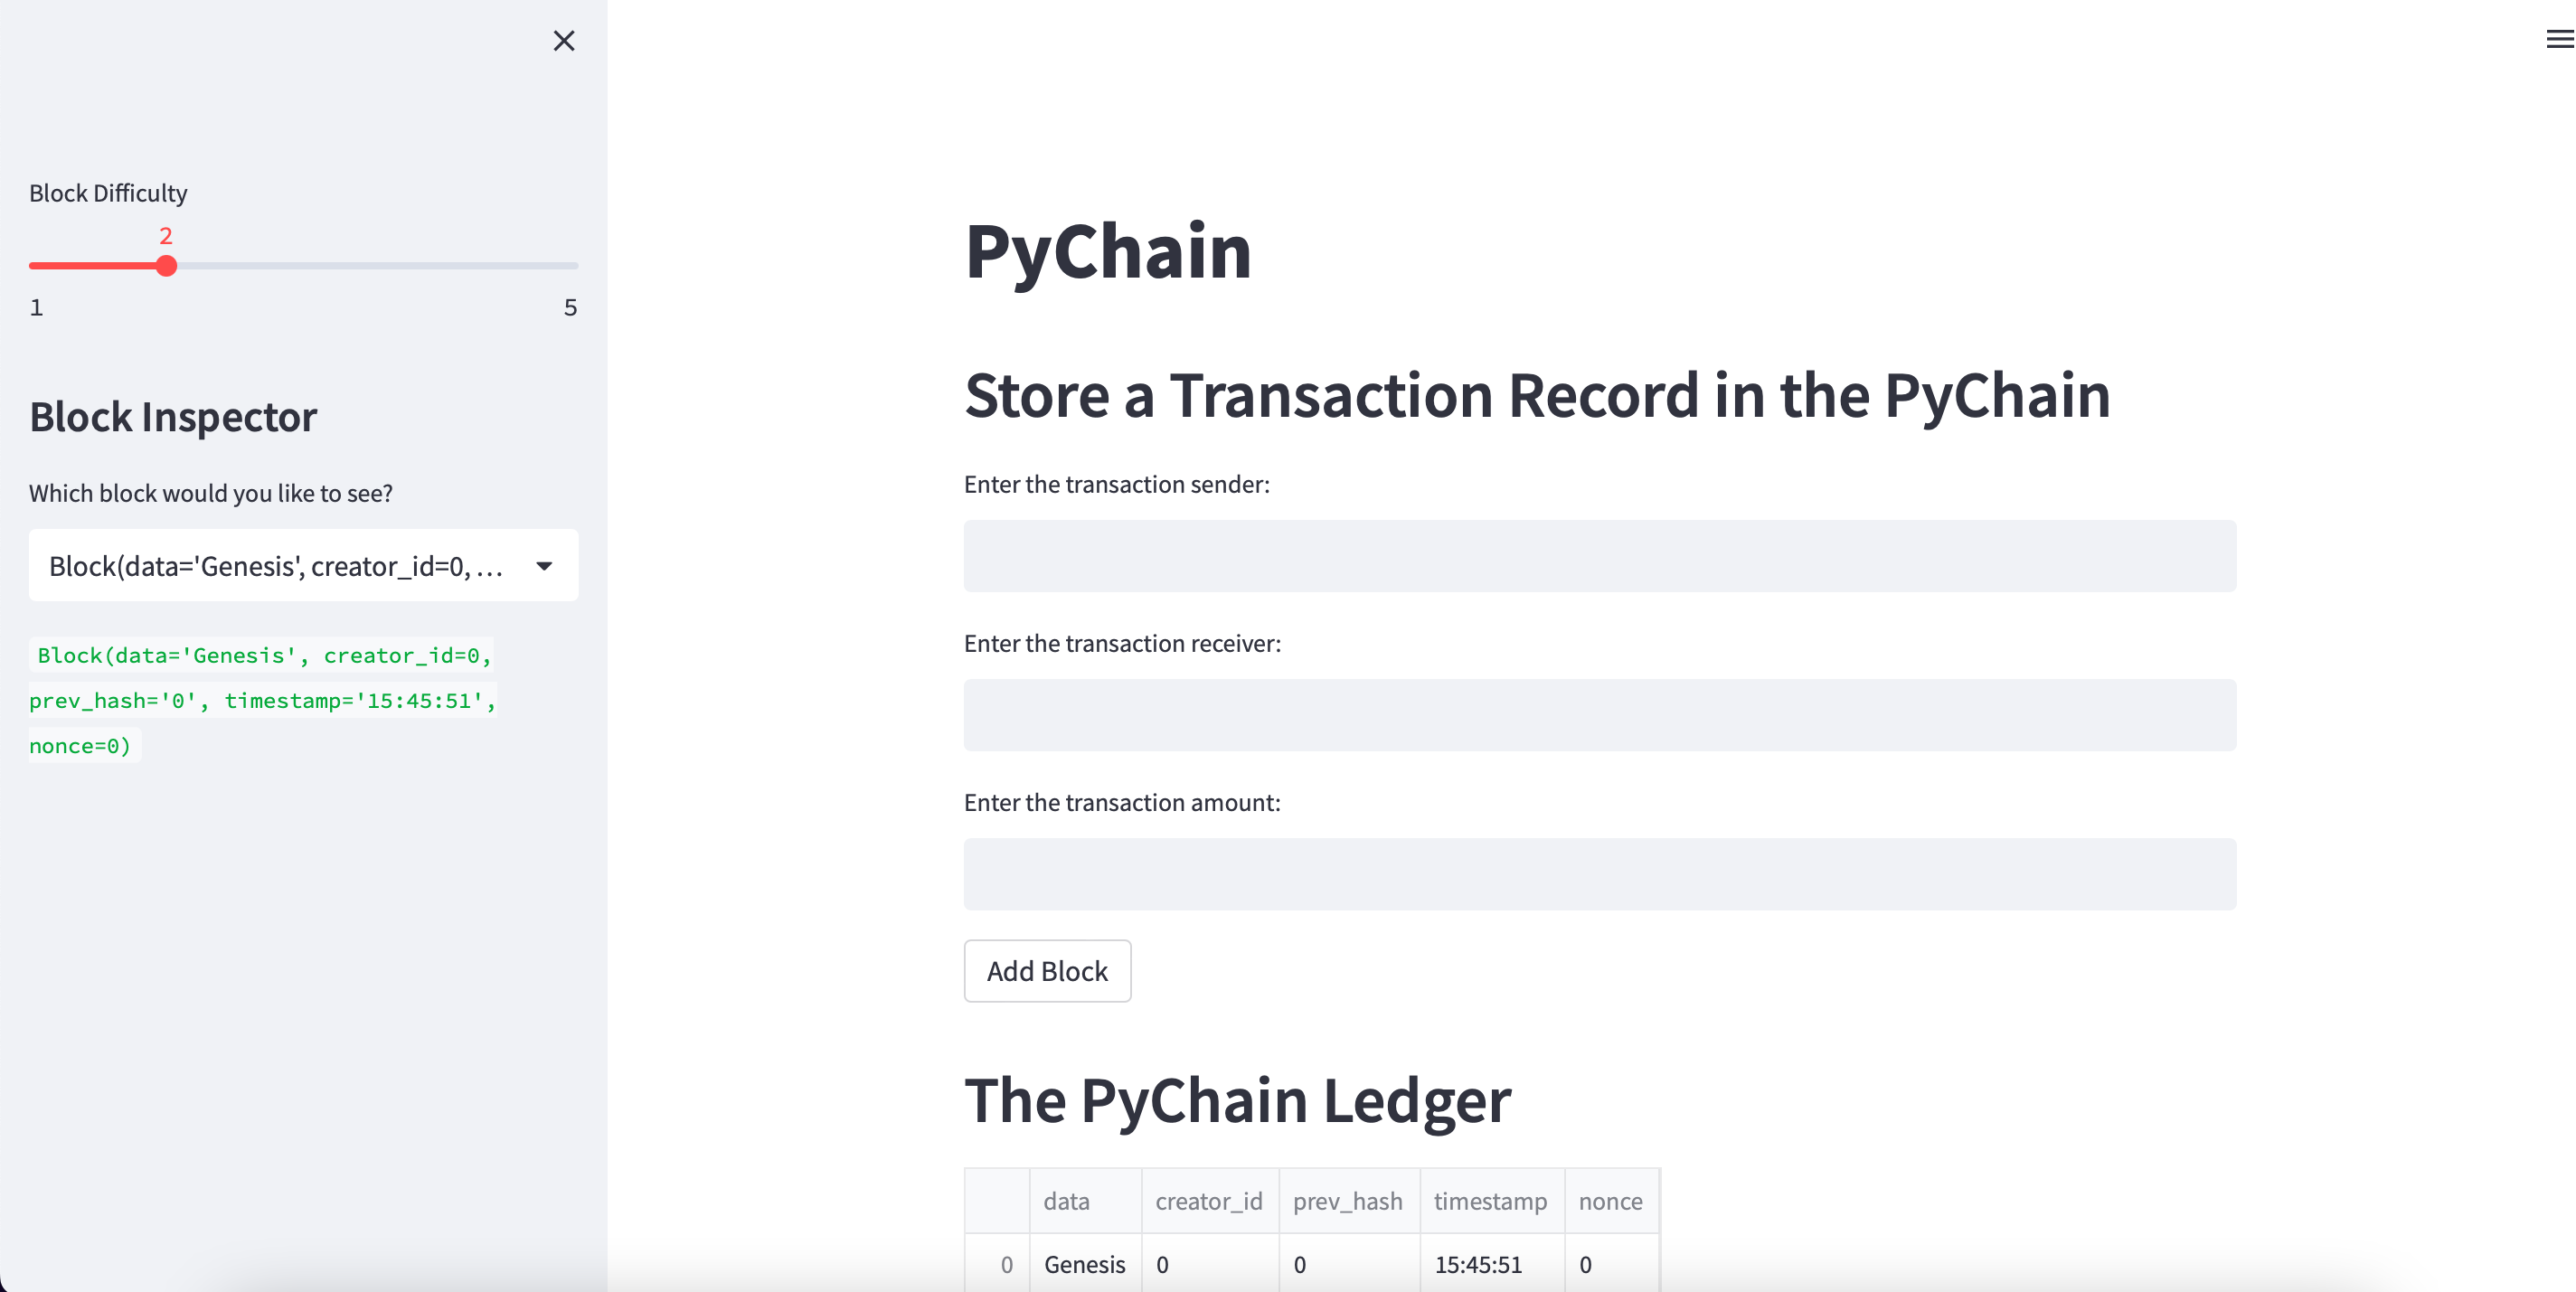 Block Difficulty
2
1 5
Block Inspector
Which block would you like to see?
Block(data='Genesis', creator_id=0, ...
Block(data='Genesis', creator_id=0,
prev_hash='0', timestamp='15:45:51',
nonce=0)
PyChain
Store a Transaction Record in the PyChain
Enter the transaction sender:
Enter the transaction receiver:
Enter the transaction amount:
Add Block
The PyChain Ledger
data creator_id prev_hash timestamp nonce
0 Genesis 0 0 15:45:51 0